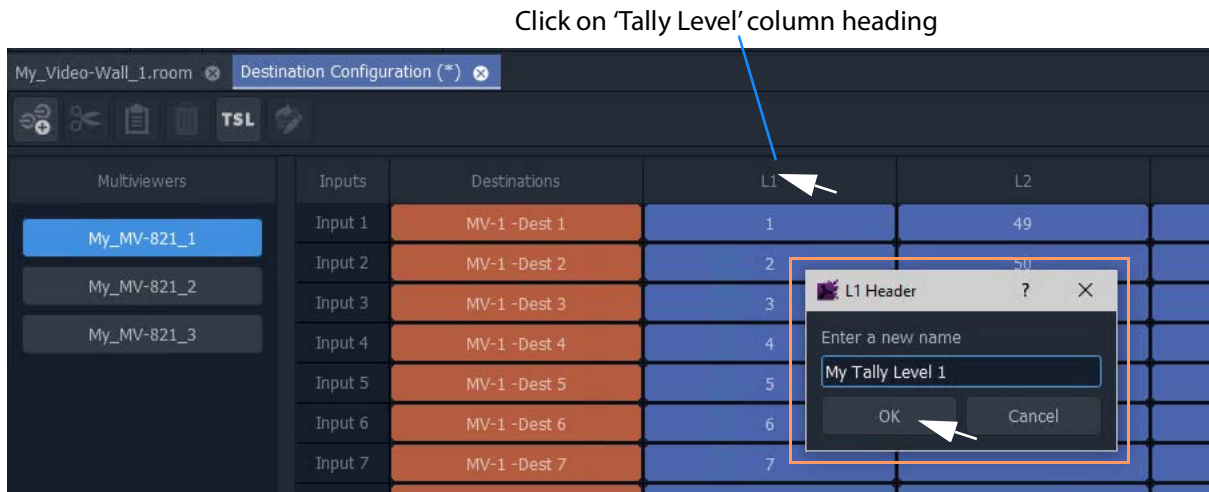 Click on ‘Tally Level’ column heading
My_Video-Wall_1.room Destination Configuration (*)
TSL
Multiviewers Inputs Destinations L1 L2
My_MV-821_1
My_MV-821_2
My_MV-821_3
Input 1 MV-1 -Dest 1 1 49
Input 2 MV-1 -Dest 2 2 50
Input 3 MV-1 -Dest 3 3
Input 4 MV-1 -Dest 4 4
Input 5 MV-1 -Dest 5 5
Input 6 MV-1 -Dest 6 6
Input 7 MV-1 -Dest 7 7
L1 Header ?
Enter a new name
My Tally Level 1
OK Cancel